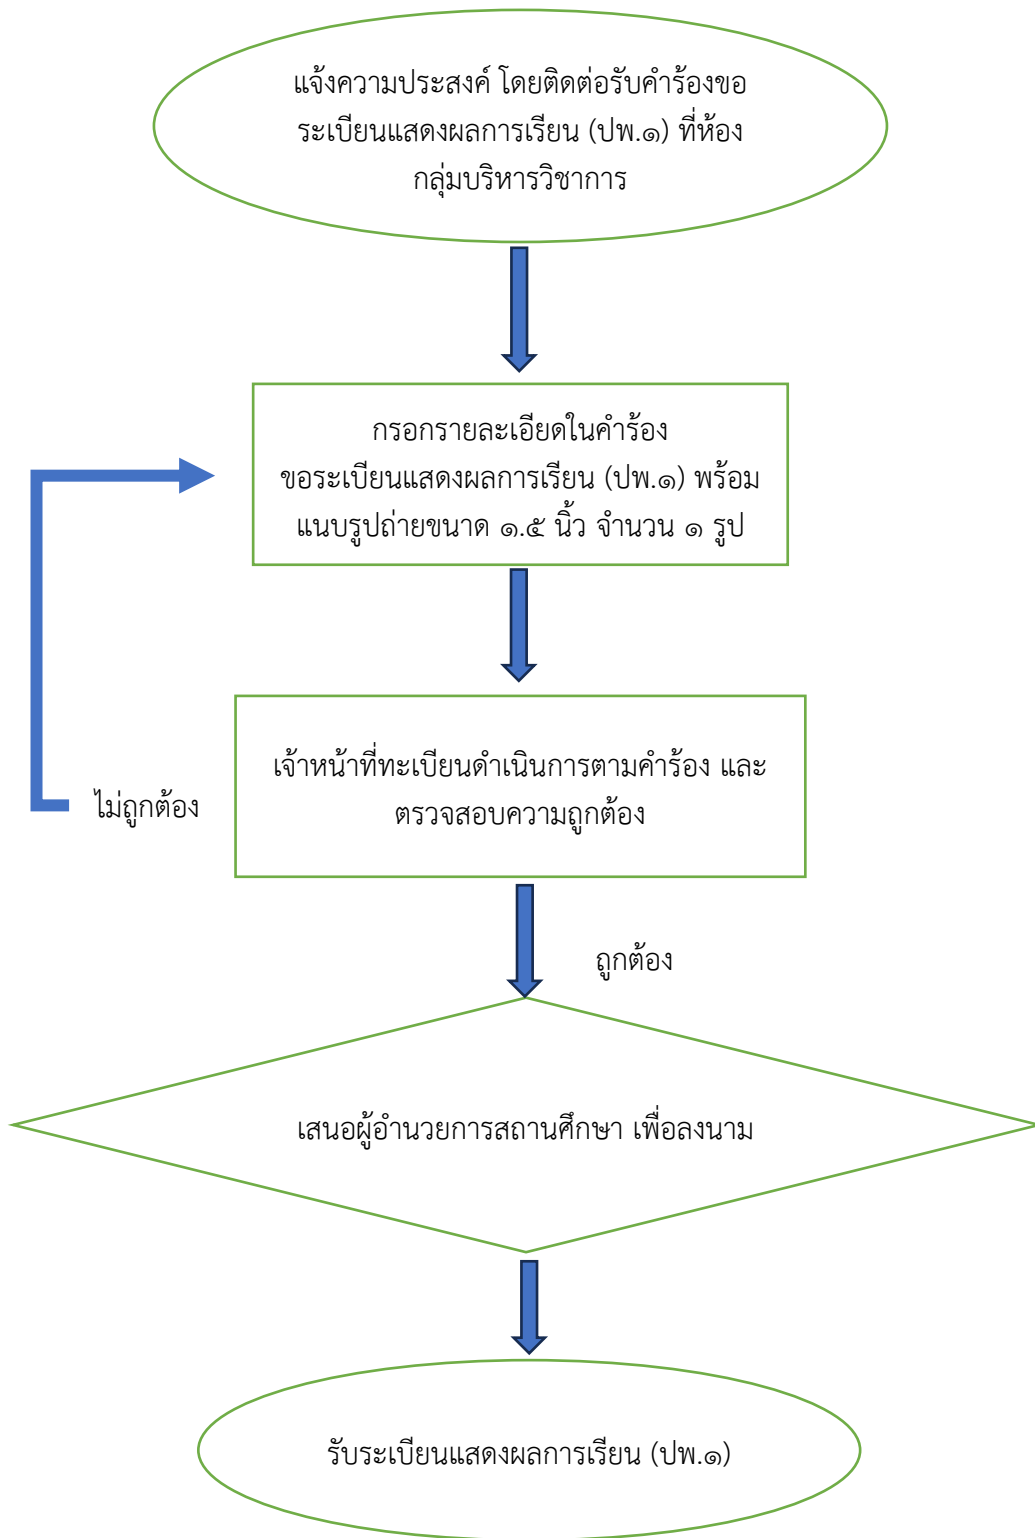 แจ้งความประสงค์ โดยติดต่อรับคำร้องขอ
ระเบียนแสดงผลการเรียน (ปพ.๑) ที่ห้อง
กลุ่มบริหารวิชาการ
กรอกรายละเอียดในคำร้อง
ขอระเบียนแสดงผลการเรียน (ปพ.๑) พร้อม
แนบรูปถ่ายขนาด ๑.๕ นิ้ว จำนวน ๑ รูป
เจ้าหน้าที่ทะเบียนดำเนินการตามคำร้อง และ
ตรวจสอบความถูกต้อง
ไม่ถูกต้อง
ถูกต้อง
เสนอผู้อำนวยการสถานศึกษา เพื่อลงนาม
รับระเบียนแสดงผลการเรียน (ปพ.๑)